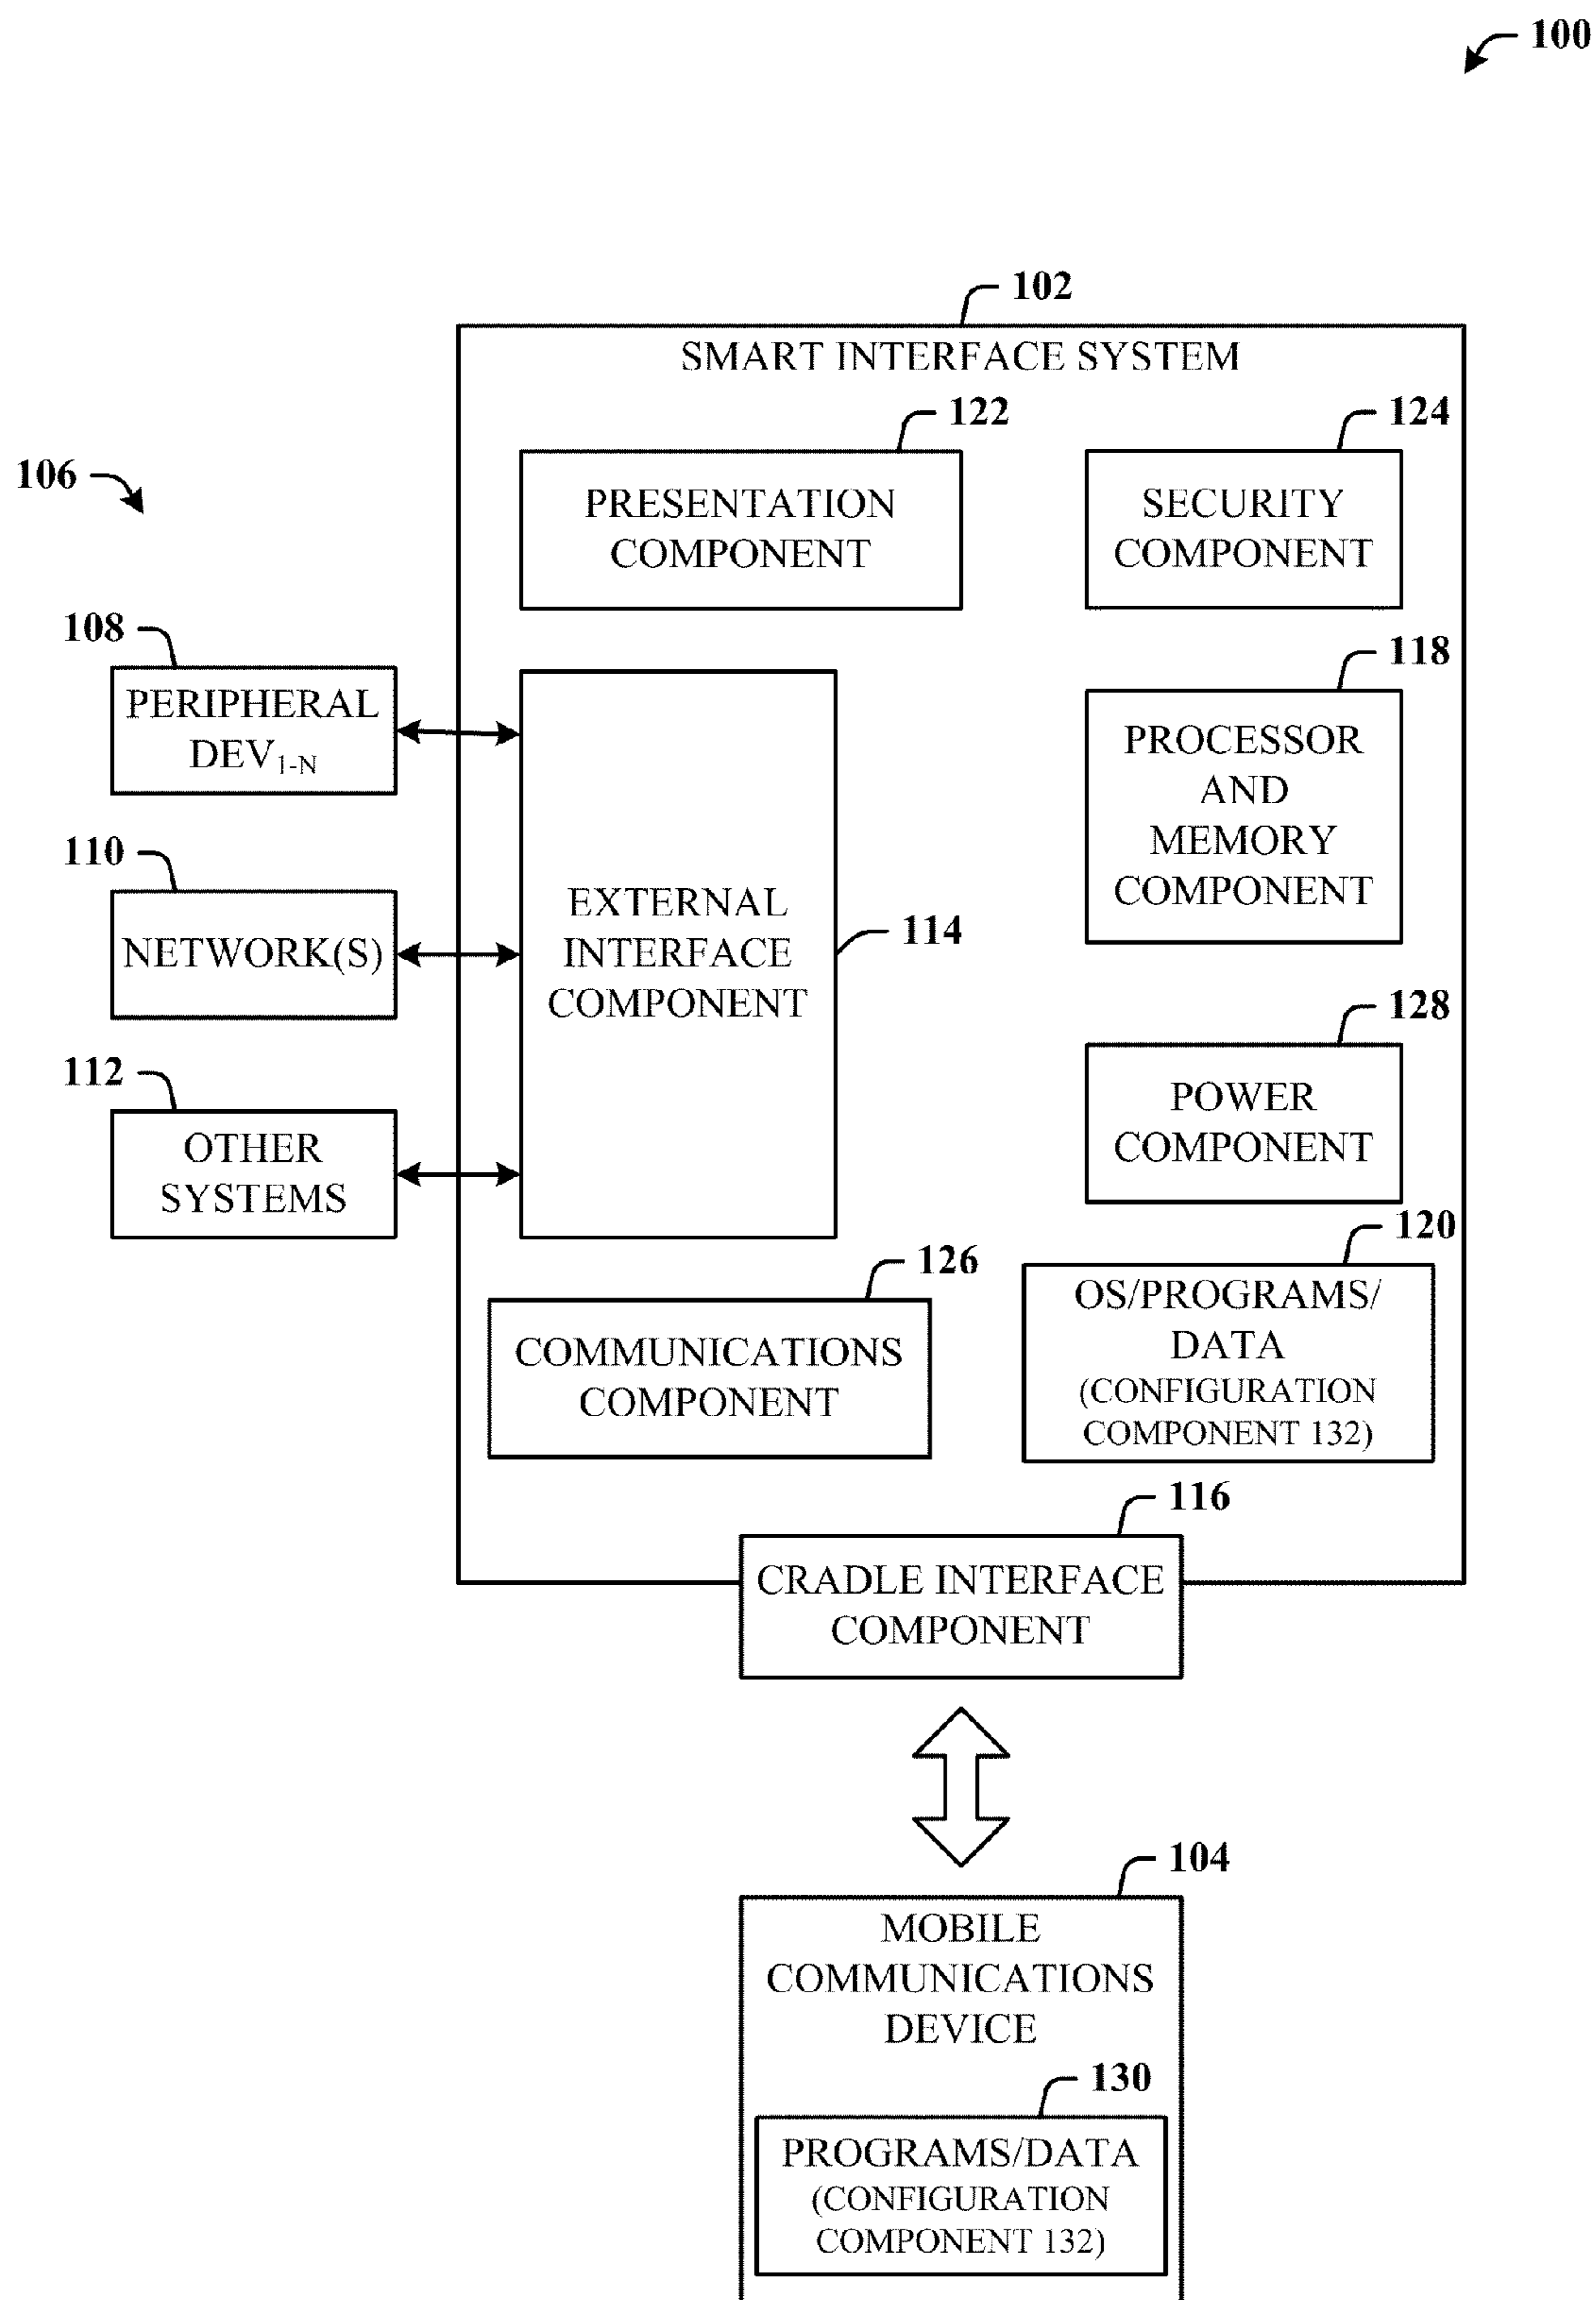 100
102
SMART INTERFACE SYSTEM
122
124
106
PRESENTATION
COMPONENT
SECURITY
COMPONENT
108
118
PERIPHERAL
DEV1-N
PROCESSOR
AND
MEMORY
COMPONENT
110
NETWORK(S)
EXTERNAL
INTERFACE
COMPONENT
114
128
112
OTHER
SYSTEMS
POWER
COMPONENT
120
126
COMMUNICATIONS
COMPONENT
OS/PROGRAMS/
DATA
(CONFIGURATION
COMPONENT 132)
116
CRADLE INTERFACE
COMPONENT
104
MOBILE
COMMUNICATIONS
DEVICE
130
PROGRAMS/DATA
(CONFIGURATION
COMPONENT 132)